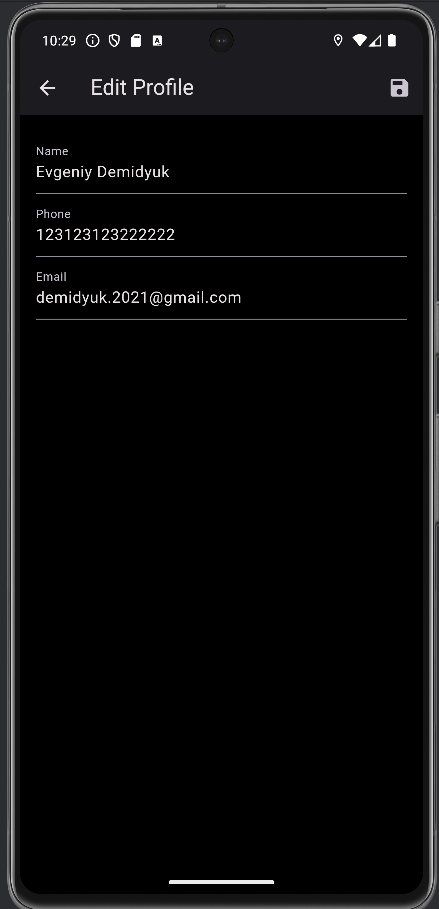 10:29
Edit Profile
Name
Evgeniy Demidyuk
Phone
123123123222222
Email
demidyuk.2021@gmail.com